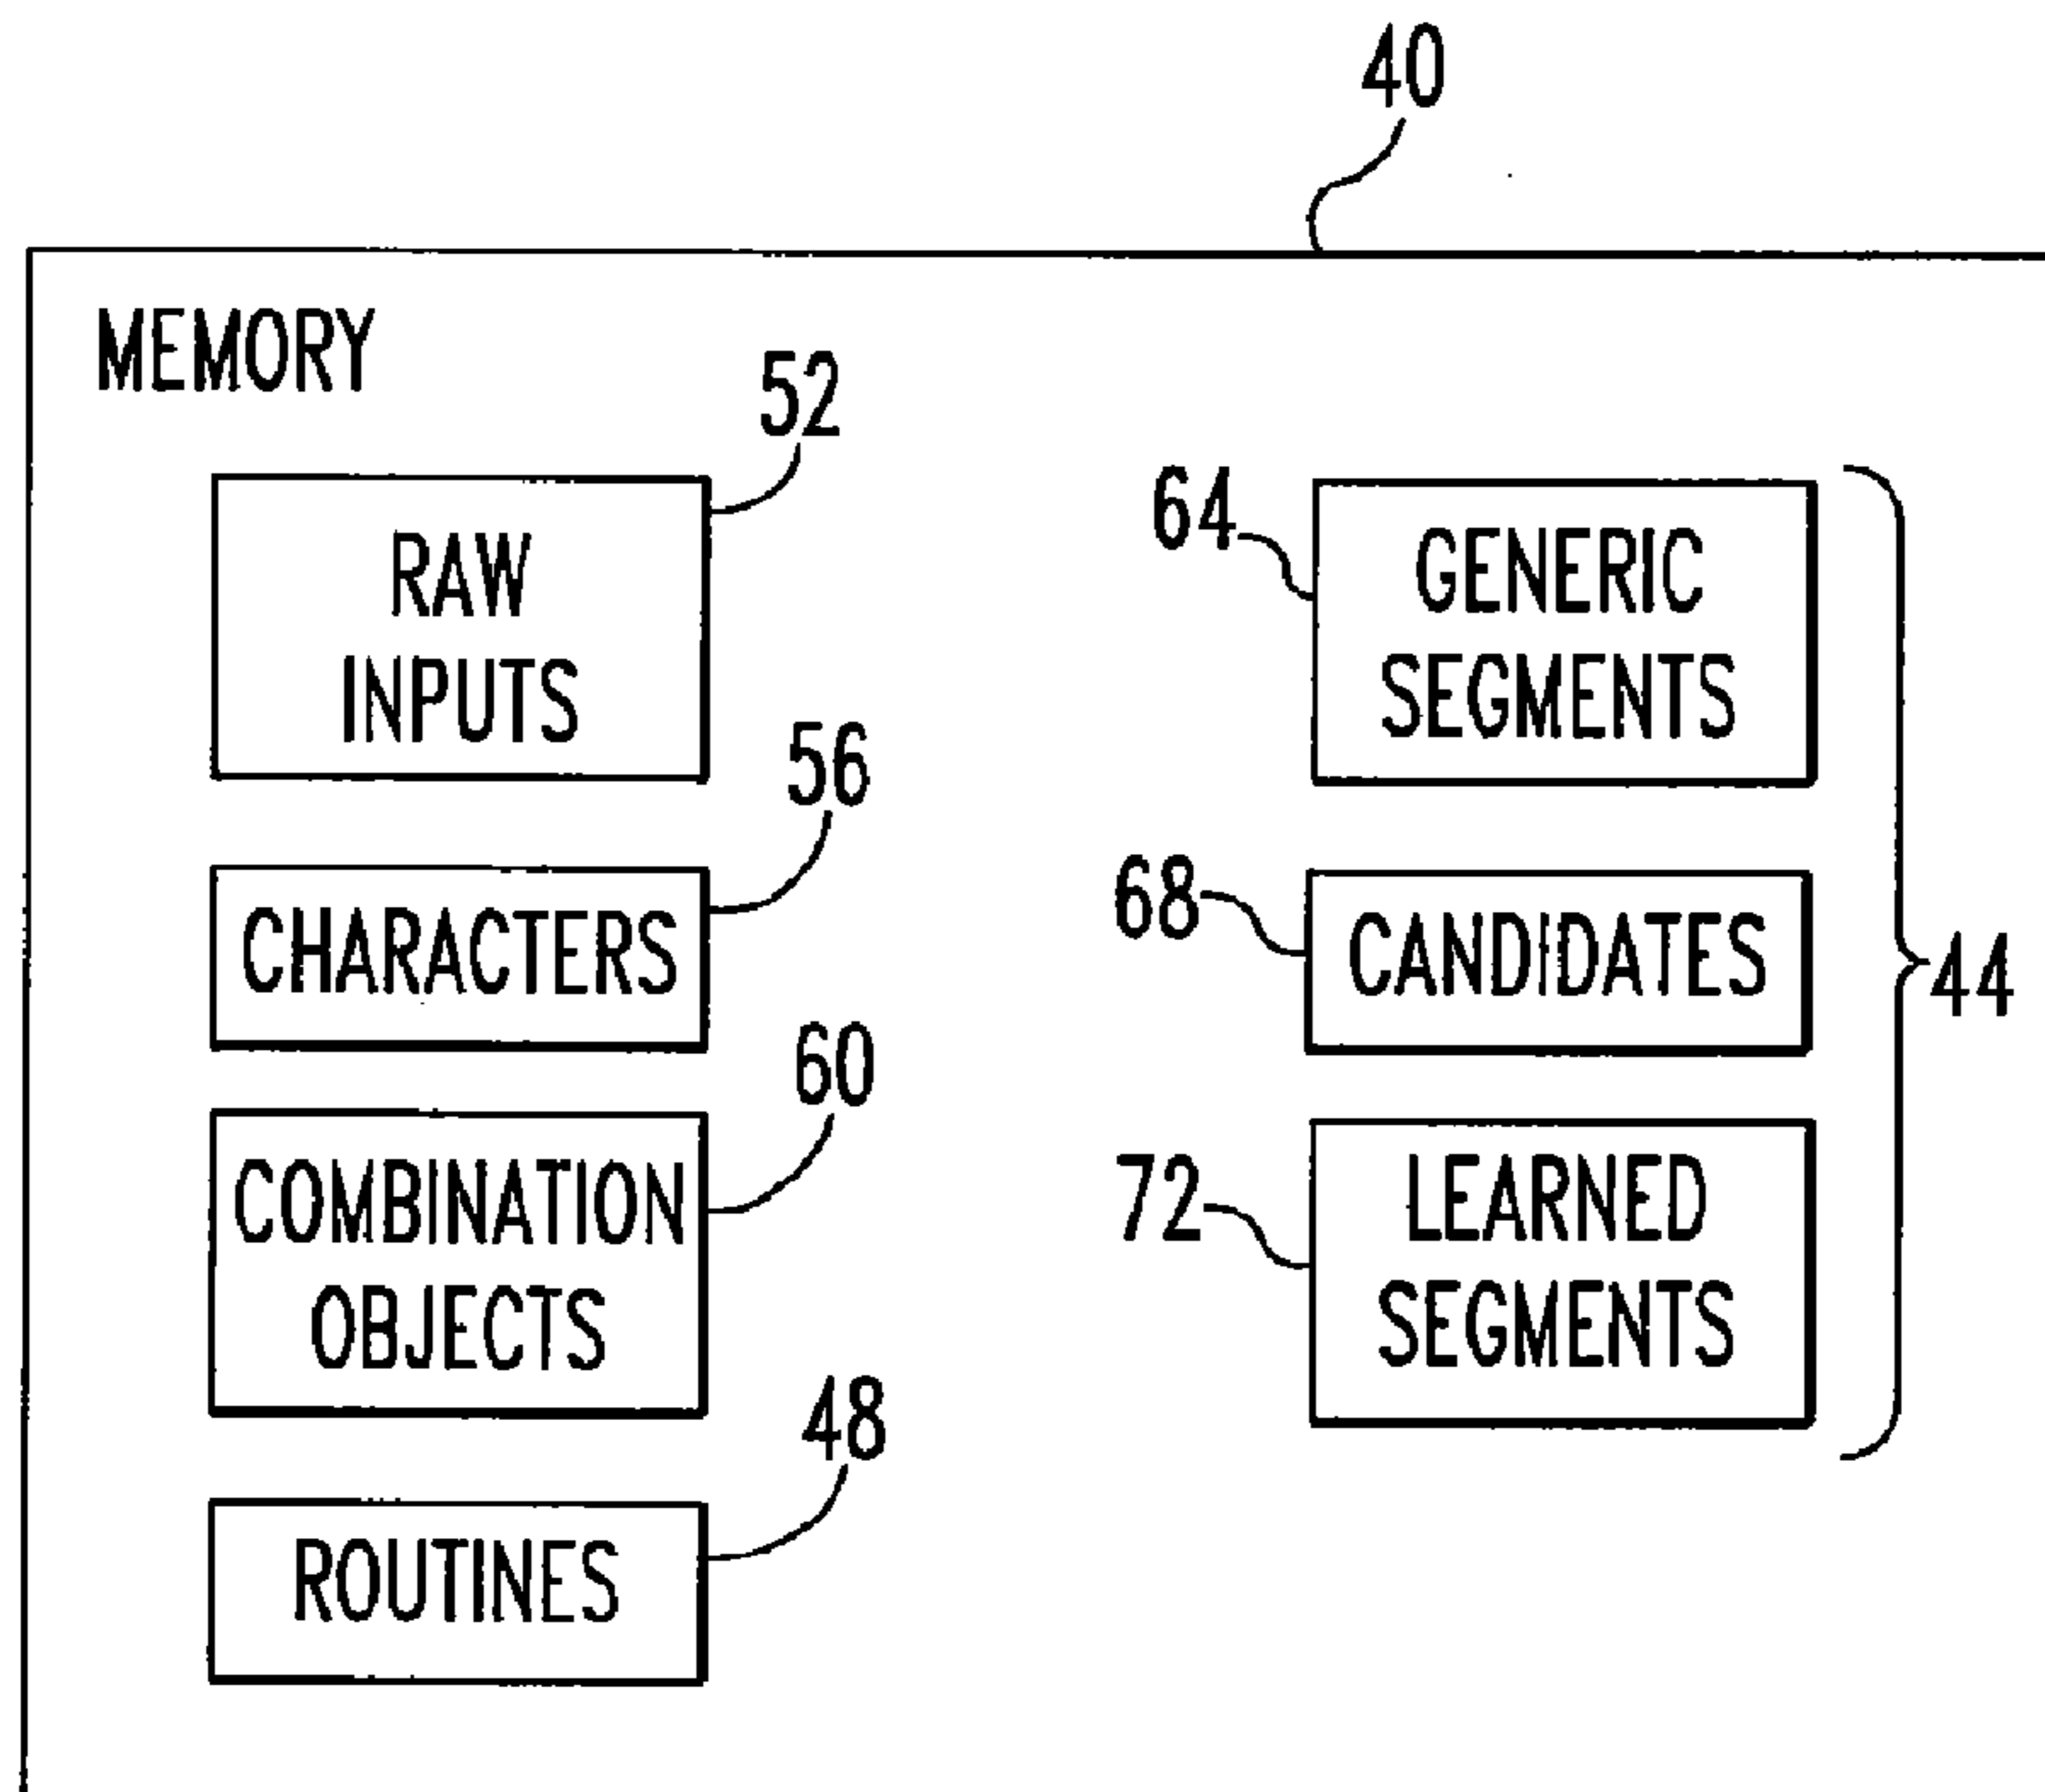 40
MEMORY
52
RAW
INPUTS
56
CHARACTERS
60
COMBINATION
OBJECTS
48
ROUTINES
64
GENERIC
SEGMENTS
68
CANDIDATES
72
LEARNED
SEGMENTS
44